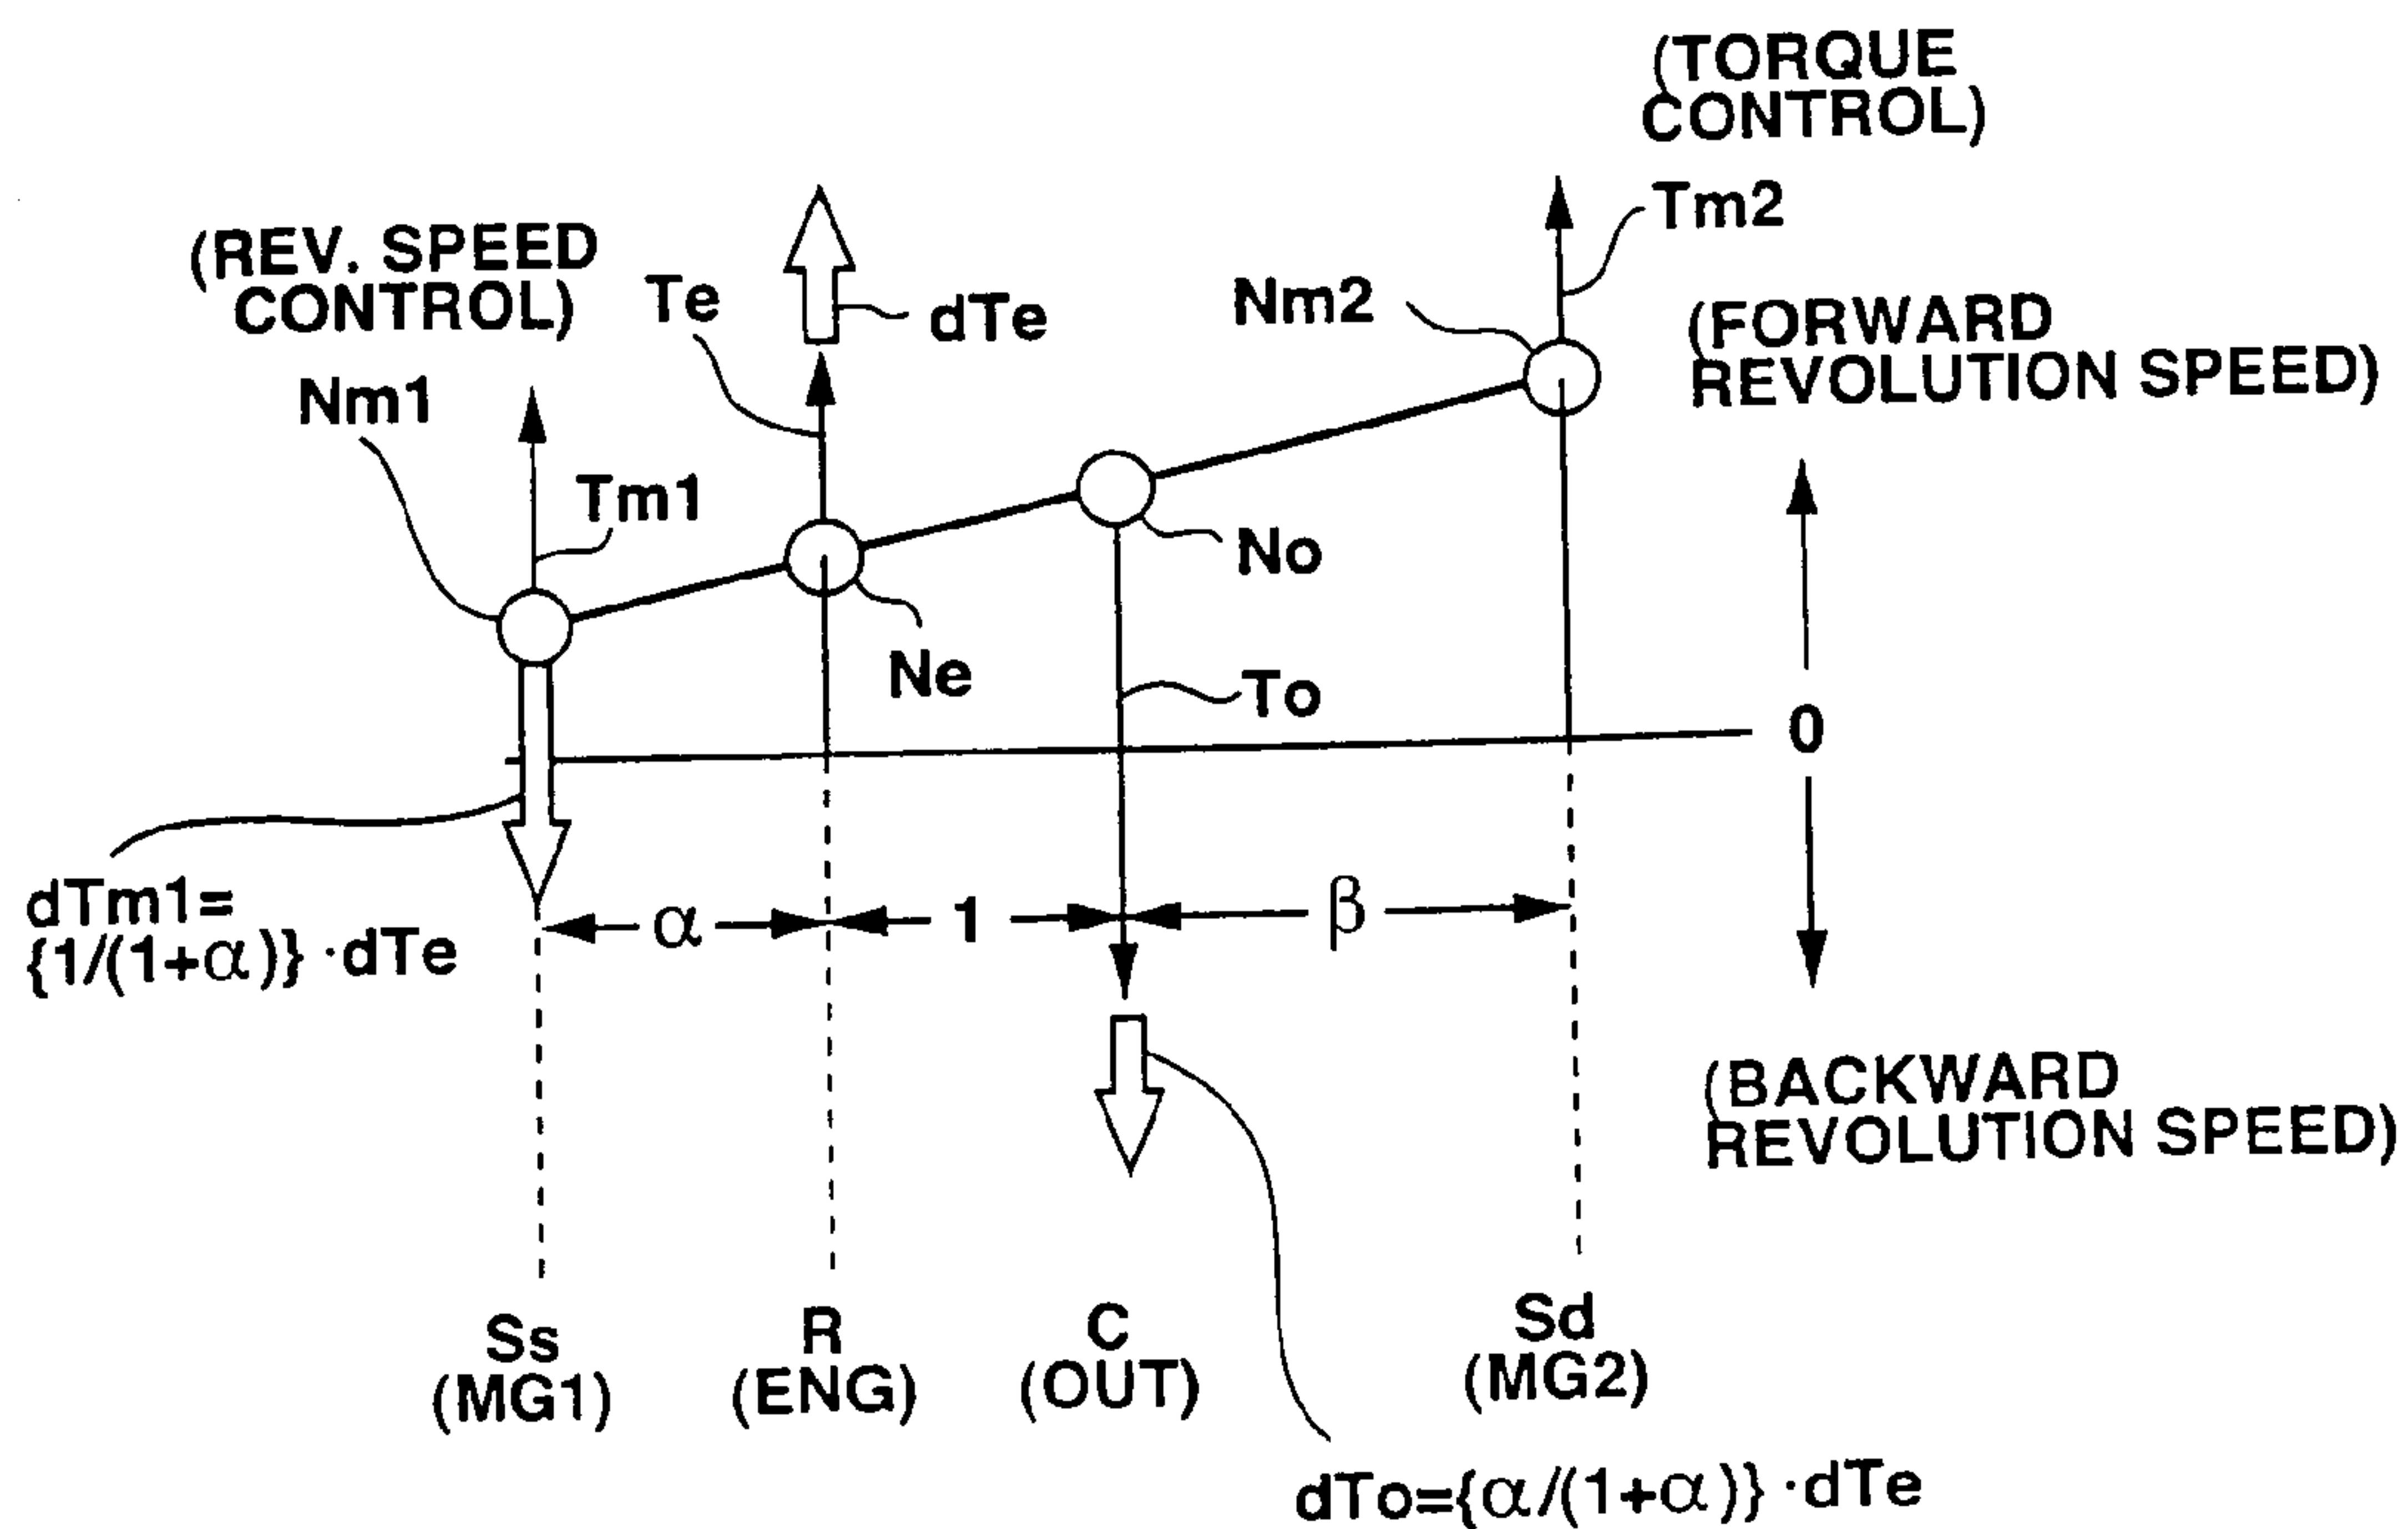 (TORQUE
CONTROL)
Tm2
(REV. SPEED
CONTROL)
Te
dTe
Nm2
(FORWARD
REVOLUTION SPEED)
Nm1
Tm1
No
Ne
To
0
dTm1=
{1/(1+α)}·dTe
α
1
β
(BACKWARD
REVOLUTION SPEED)
Ss
(MG1)
R
(ENG)
C
(OUT)
Sd
(MG2)
dTo={α/(1+α)}·dTe